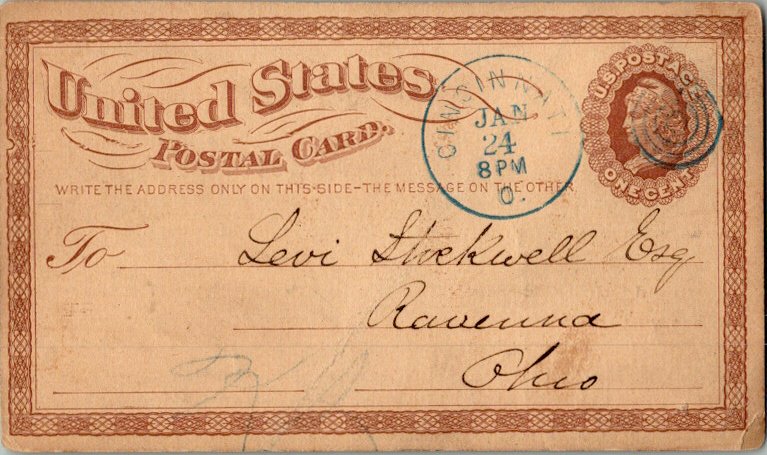 United States
POSTAL CARD.
WRITE THE ADDRESS ONLY ON THIS SIDE-THE MESSAGE ON THE OTHER
U.S. POSTAGE
ONE CENT
CINCINNATI
JAN
24
8 PM
O.
To Levi Stockwell Esq.
Ravenna
Ohio